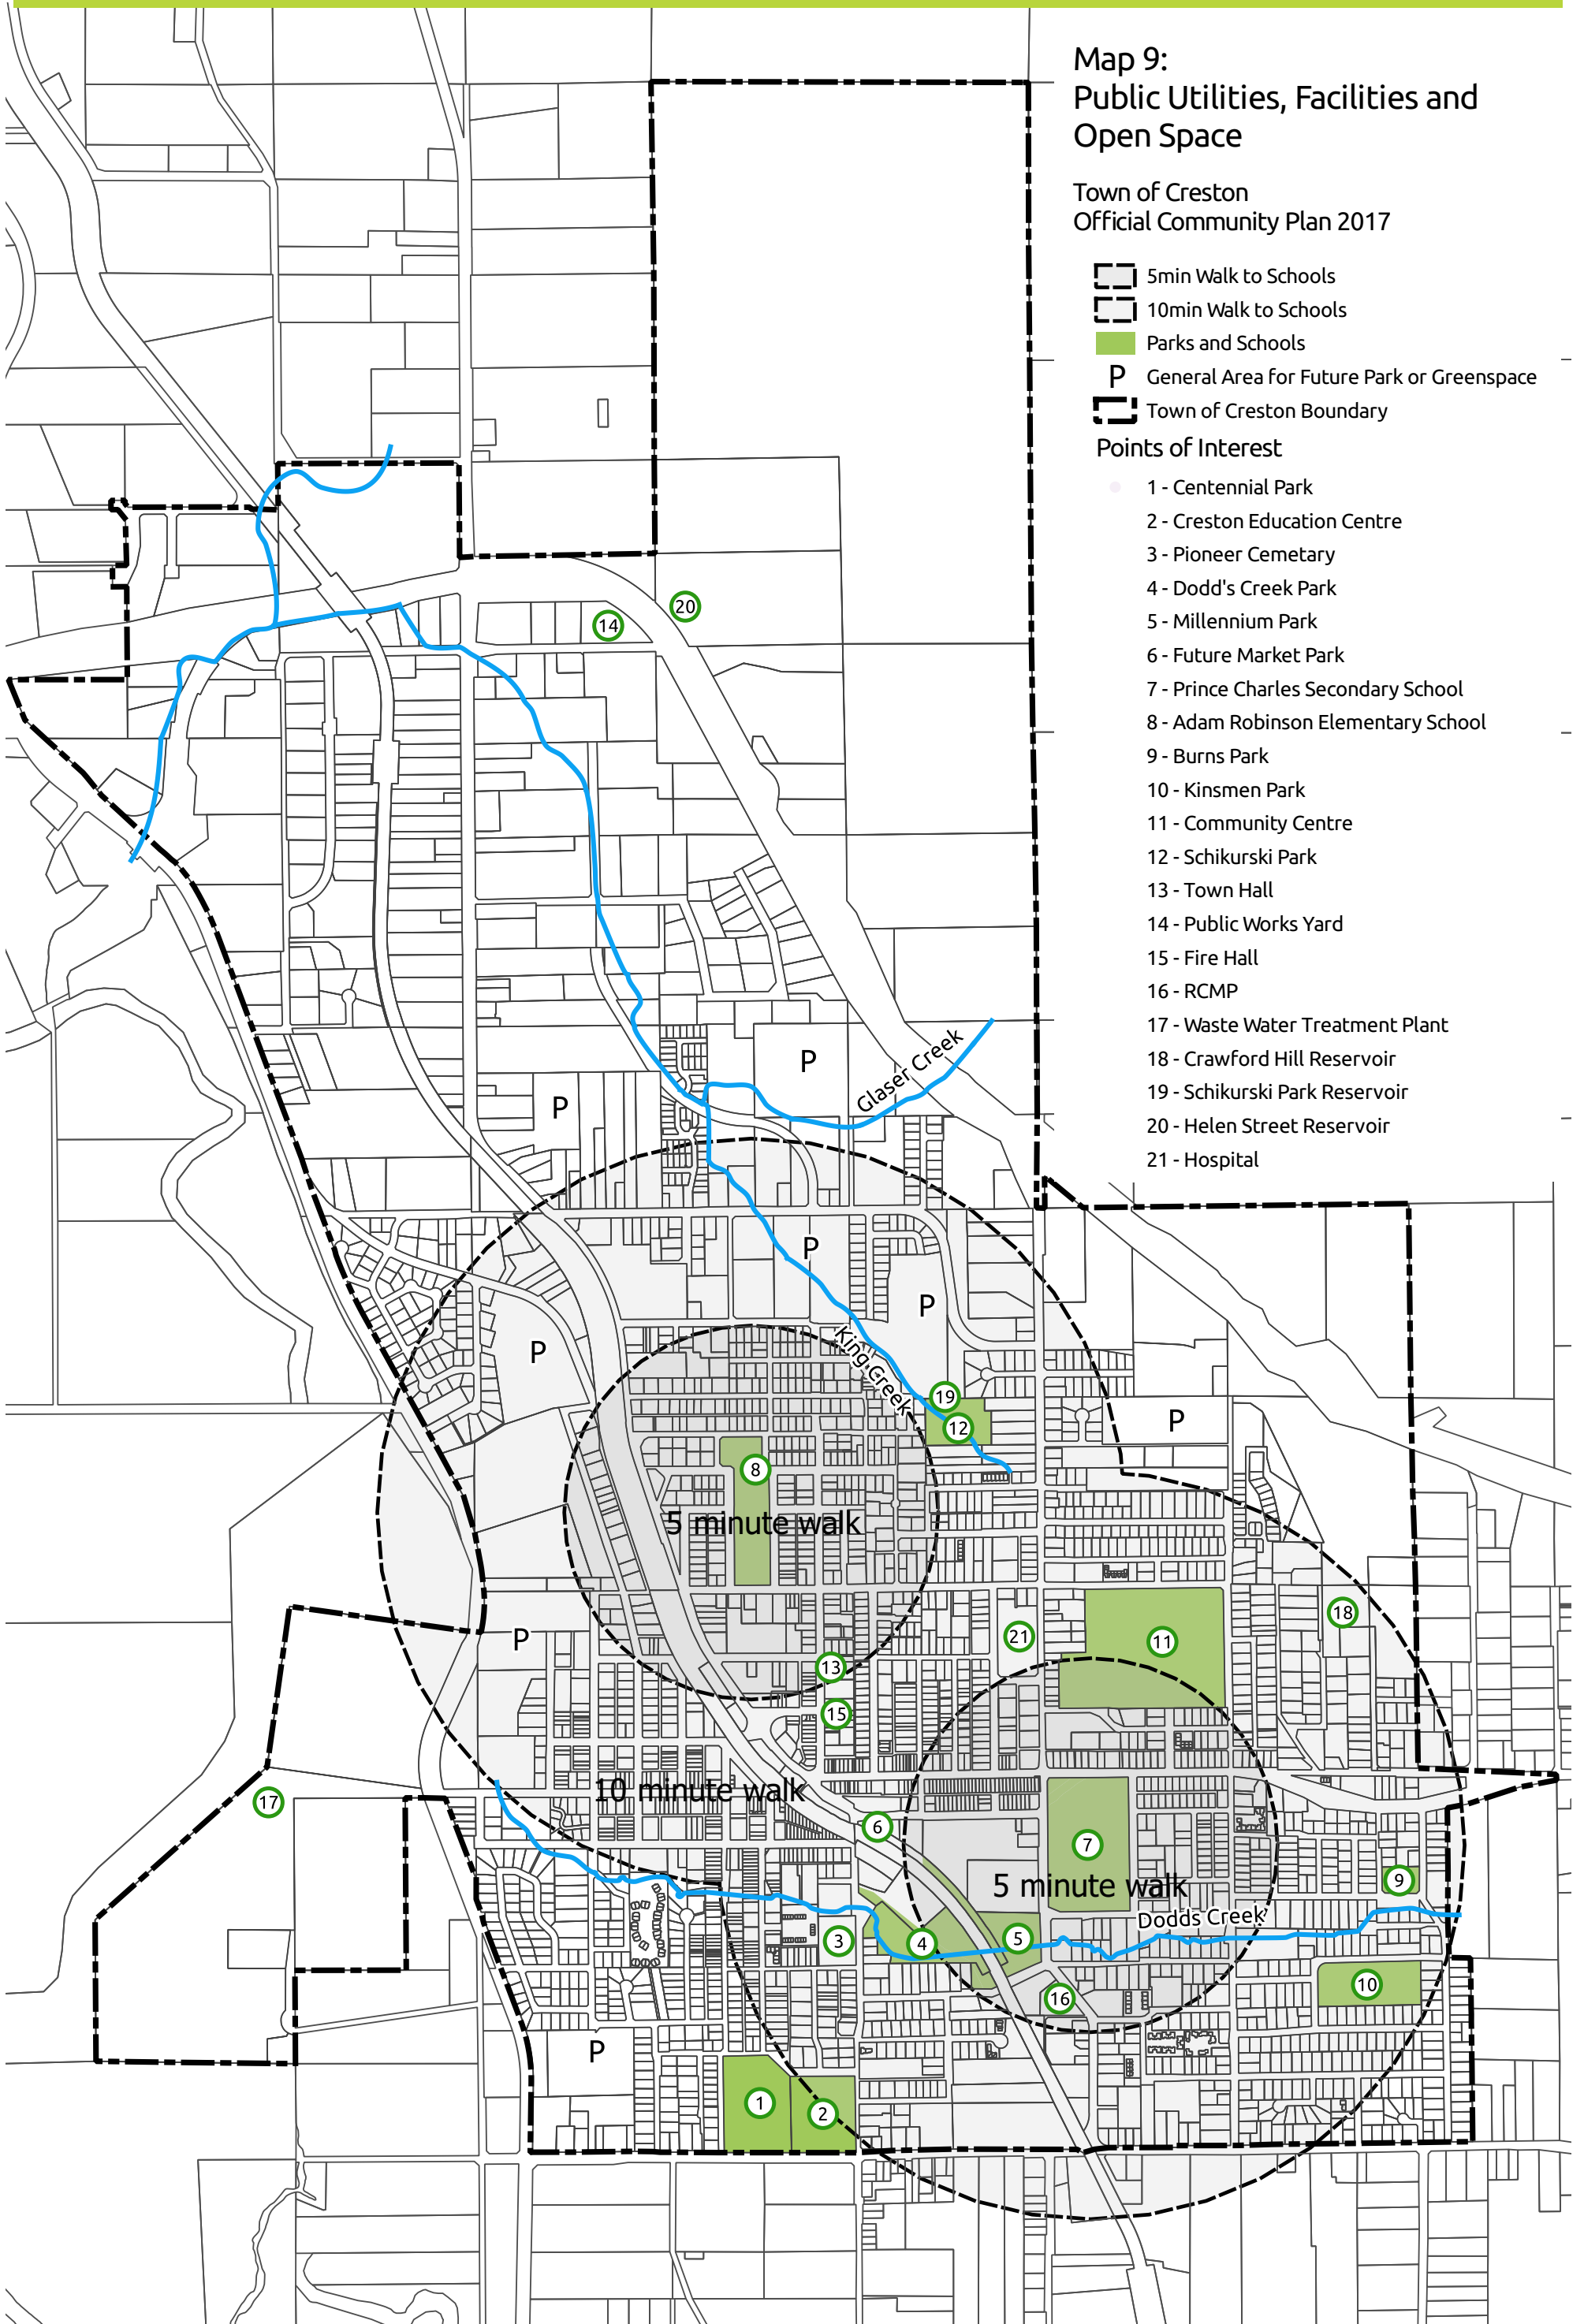 Map 9:
Public Utilities, Facilities and
Open Space
Town of Creston
Official Community Plan 2017
5min Walk to Schools
10min Walk to Schools
Parks and Schools
P General Area for Future Park or Greenspace
Town of Creston Boundary
Points of Interest
1 - Centennial Park
2 - Creston Education Centre
3 - Pioneer Cemetary
4 - Dodd's Creek Park
5 - Millennium Park
6 - Future Market Park
7 - Prince Charles Secondary School
8 - Adam Robinson Elementary School
9 - Burns Park
10 - Kinsmen Park
11 - Community Centre
12 - Schikurski Park
13 - Town Hall
14 - Public Works Yard
15 - Fire Hall
16 - RCMP
17 - Waste Water Treatment Plant
18 - Crawford Hill Reservoir
19 - Schikurski Park Reservoir
20 - Helen Street Reservoir
21 - Hospital
20
14
P
Glaser Creek
P
P
P
King Creek
P
19
12
P
8
5 minute walk
18
21
11
P
13
15
10 minute walk
17
6
7
5 minute walk
9
Dodds Creek
3
4
5
10
16
P
1
2